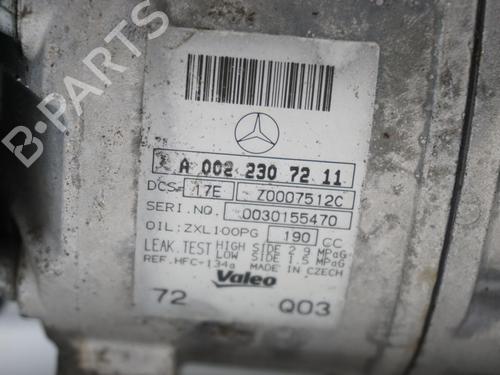 B-PARTS
A 002 230 72 11
DCS- 17E Z0007512C
SERI.NO. 0030155470
OIL:ZXL100PG 190 CC
LEAK.TEST HIGH SIDE 2.9 MPaG
LOW SIDE 1.5 MPaG
REF.HFC-134a MADE IN CZECH
Valeo
72 Q03